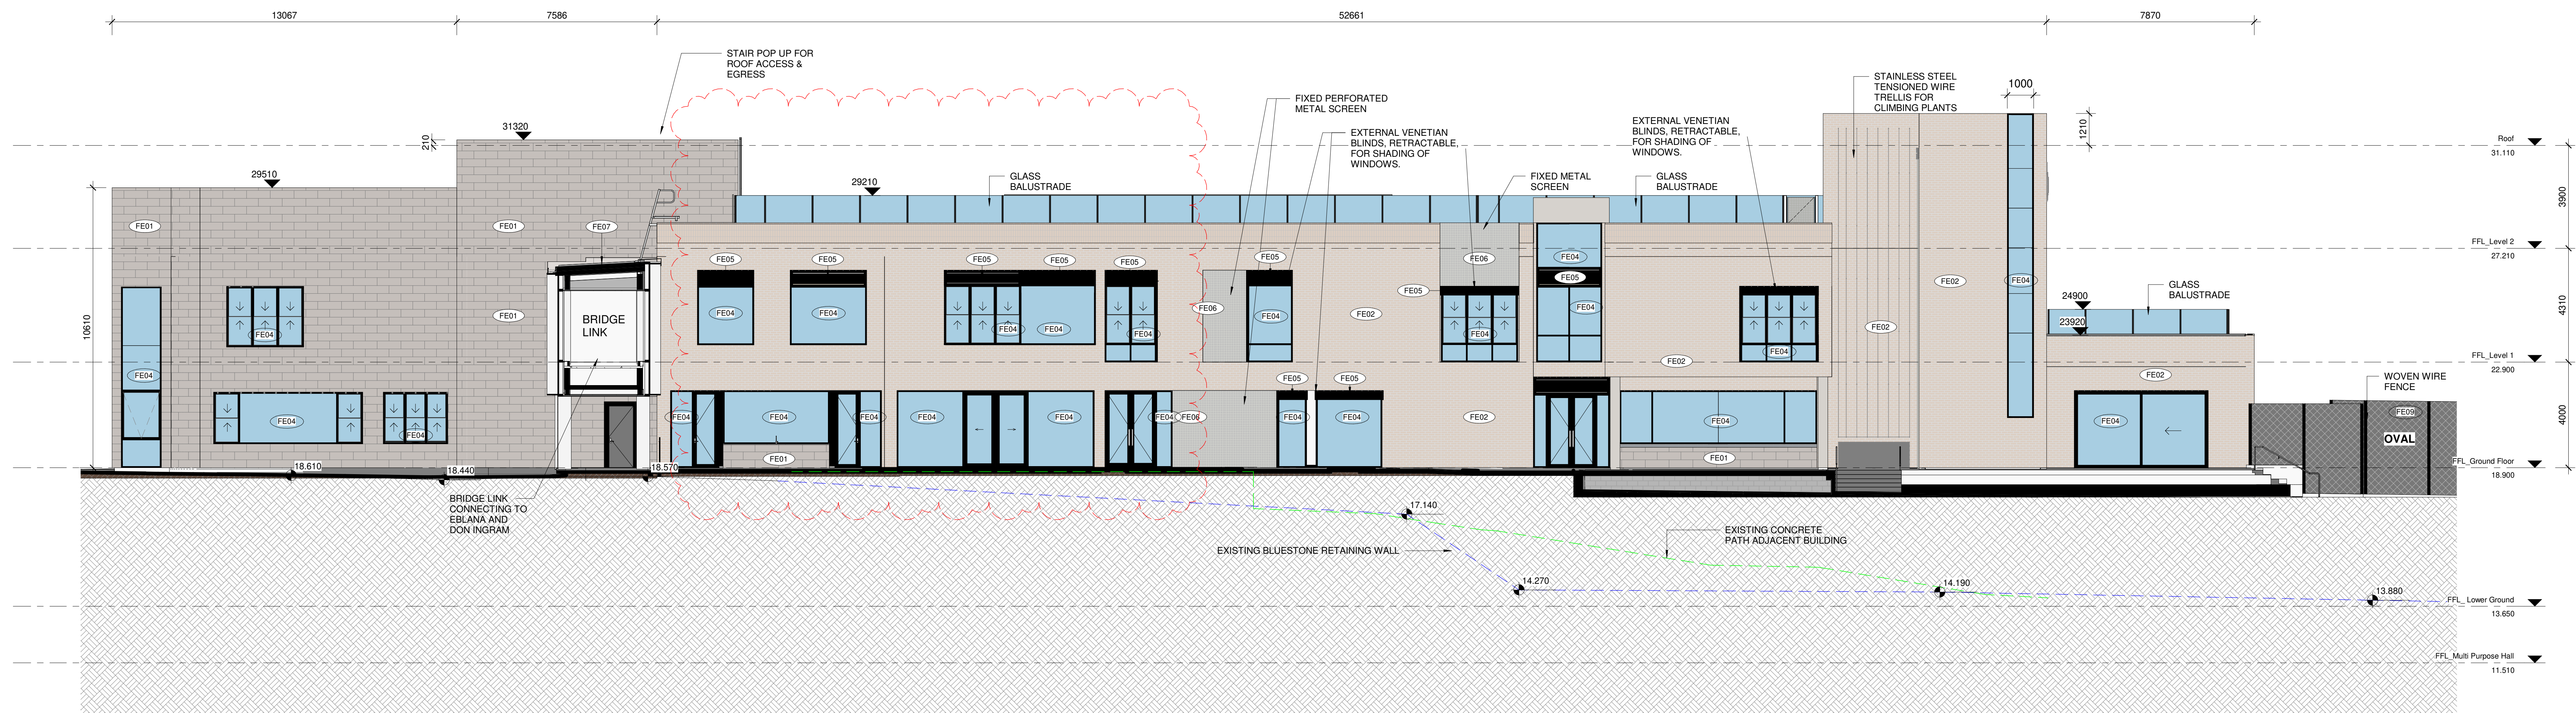 13067
7586
52661
7870
STAIR POP UP FOR
ROOF ACCESS &
EGRESS
FIXED PERFORATED
METAL SCREEN
EXTERNAL VENETIAN
BLINDS, RETRACTABLE,
FOR SHADING OF
WINDOWS.
EXTERNAL VENETIAN
BLINDS, RETRACTABLE,
FOR SHADING OF
WINDOWS.
STAINLESS STEEL
TENSIONED WIRE
TRELLIS FOR
CLIMBING PLANTS
1000
1210
31320
210
Roof
31.110
29510
29210
GLASS
BALUSTRADE
FIXED METAL
SCREEN
GLASS
BALUSTRADE
3900
FE01
FE01
FE07
FFL_Level 2
27.210
FE05
FE05
FE05
FE05
FE05
FE05
FE06
FE04
FE05
FE05
FE02
FE04
24900
GLASS
BALUSTRADE
23920
4310
10610
FE01
BRIDGE
LINK
FE04
FE04
FE04
FE04
FE04
FE04
FE06
FE04
FE02
FE04
FE04
FE02
FE04
FE02
FFL_Level 1
22.900
FE04
FE05
FE05
FE02
WOVEN WIRE
FENCE
FE04
FE04
FE04
FE04
FE04
FE04
FE04
FE04
FE06
FE04
FE04
FE02
FE04
FE04
FE09
OVAL
4000
FE01
FE01
18.610
18.440
18.570
FFL_Ground Floor
18.900
BRIDGE LINK
CONNECTING TO
EBLANA AND
DON INGRAM
17.140
EXISTING BLUESTONE RETAINING WALL
EXISTING CONCRETE
PATH ADJACENT BUILDING
14.270
14.190
13.880
FFL_ Lower Ground
13.650
FFL_Multi Purpose Hall
11.510